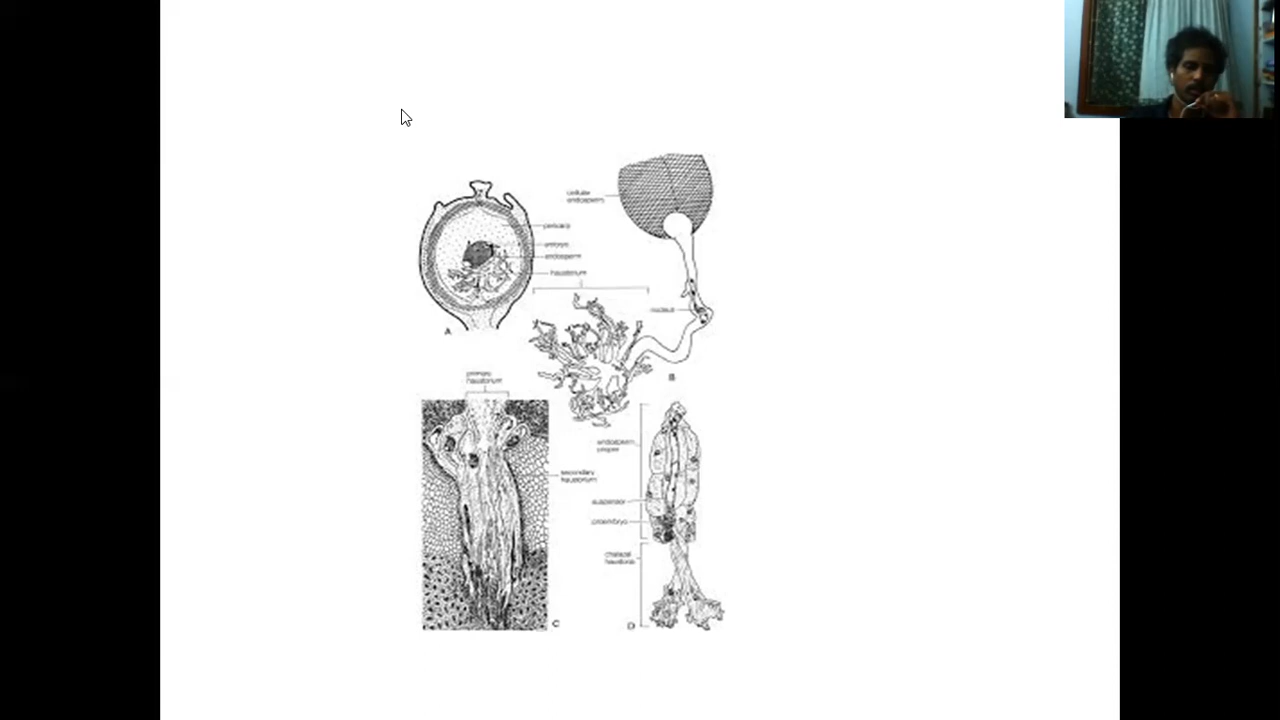 cellular
endosperm
pericarp
embryo
endosperm
haustorium
nucleus
A
B
primary
haustorium
endosperm
proper
secondary
haustorium
suspensor
proembryo
chalazal
haustoria
C
D